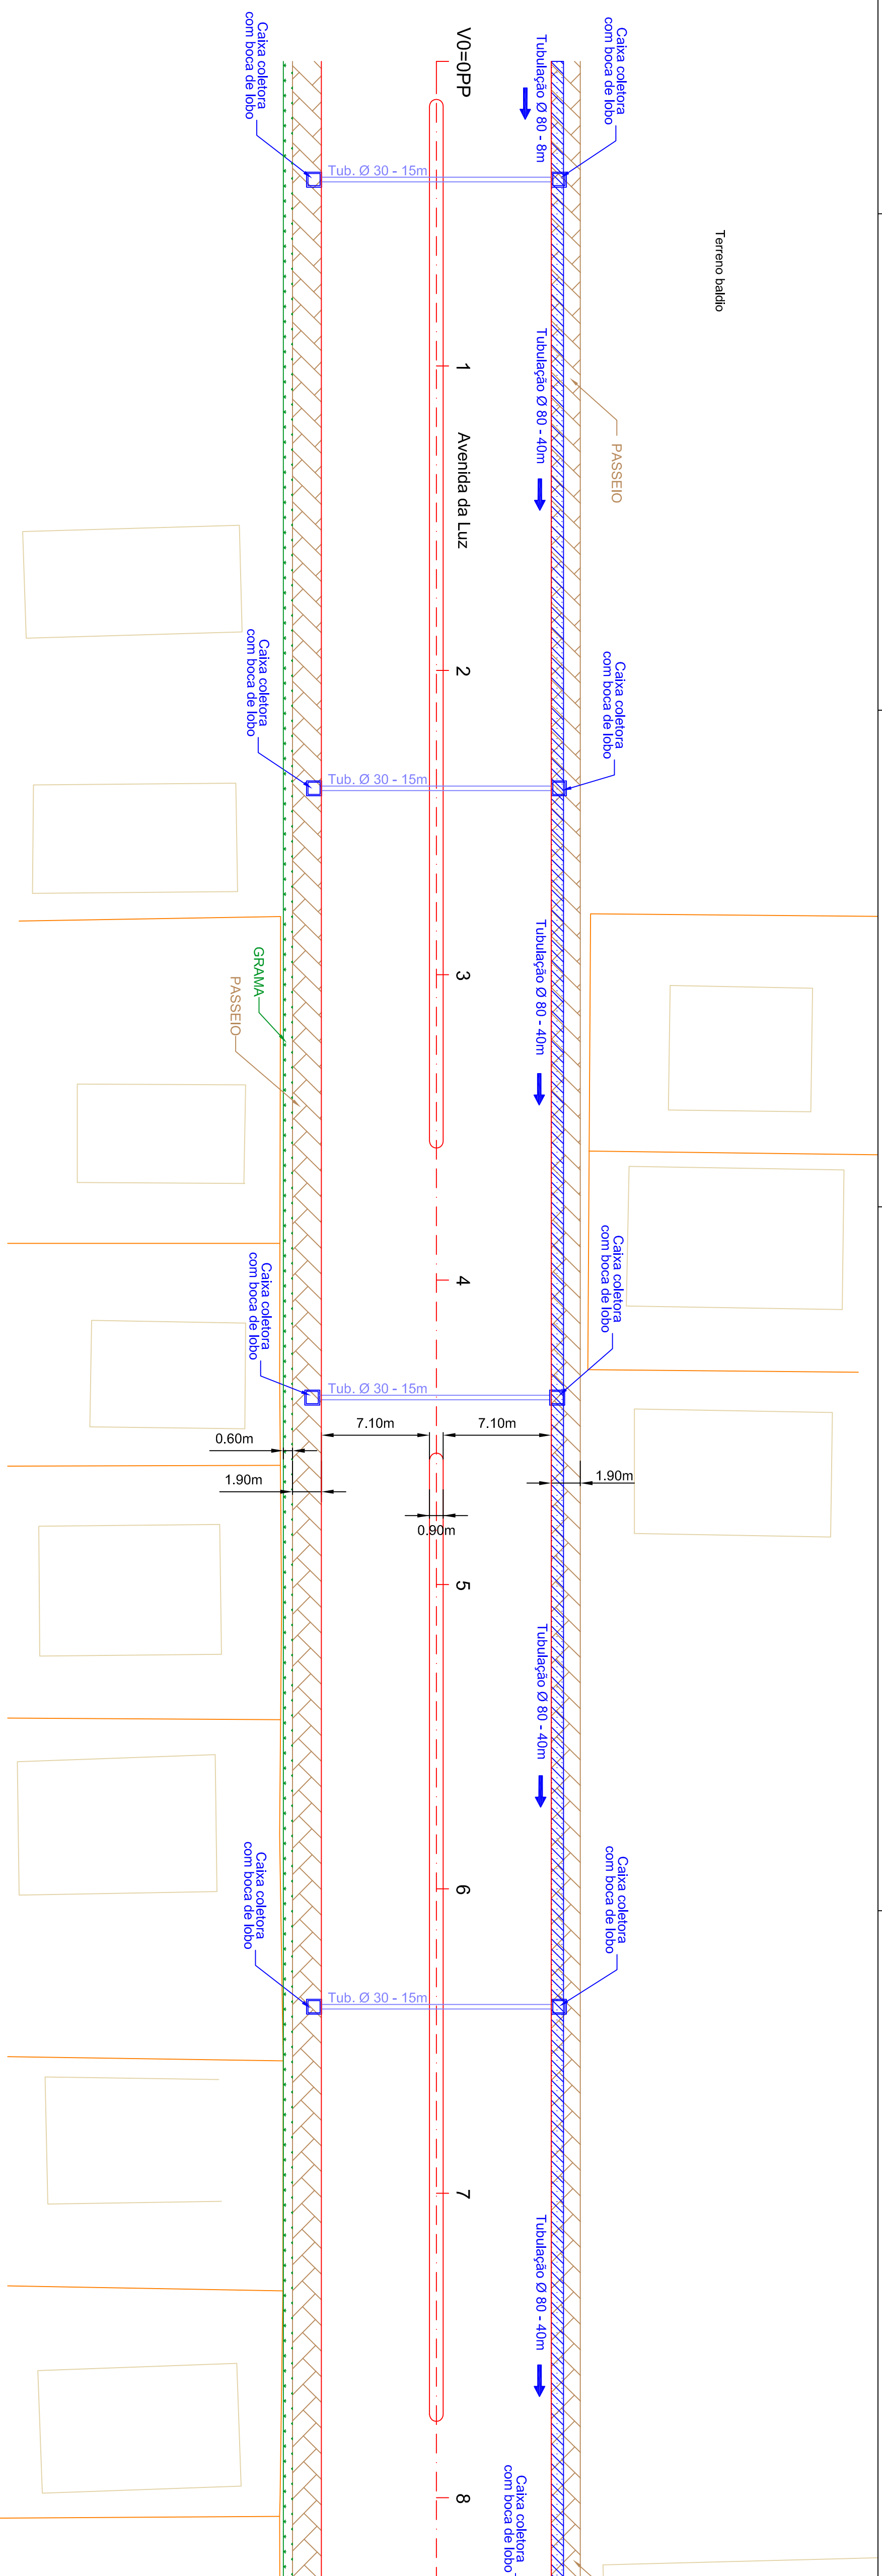 V0=0PP
Caixa coletora
com boca de lobo
Caixa coletora
com boca de lobo
Tubulação Ø 80 - 8m
Tub. Ø 30 - 15m
Terreno baldio
1
Tubulação Ø 80 - 40m
Avenida da Luz
PASSEIO
Caixa coletora
com boca de lobo
2
Caixa coletora
com boca de lobo
Tub. Ø 30 - 15m
Tubulação Ø 80 - 40m
GRAMA
PASSEIO
3
Caixa coletora
com boca de lobo
4
Caixa coletora
com boca de lobo
Tub. Ø 30 - 15m
7.10m
7.10m
0.60m
1.90m
1.90m
0.90m
5
Tubulação Ø 80 - 40m
Caixa coletora
com boca de lobo
6
Caixa coletora
com boca de lobo
Tub. Ø 30 - 15m
7
Tubulação Ø 80 - 40m
8
Caixa coletora
com boca de lobo